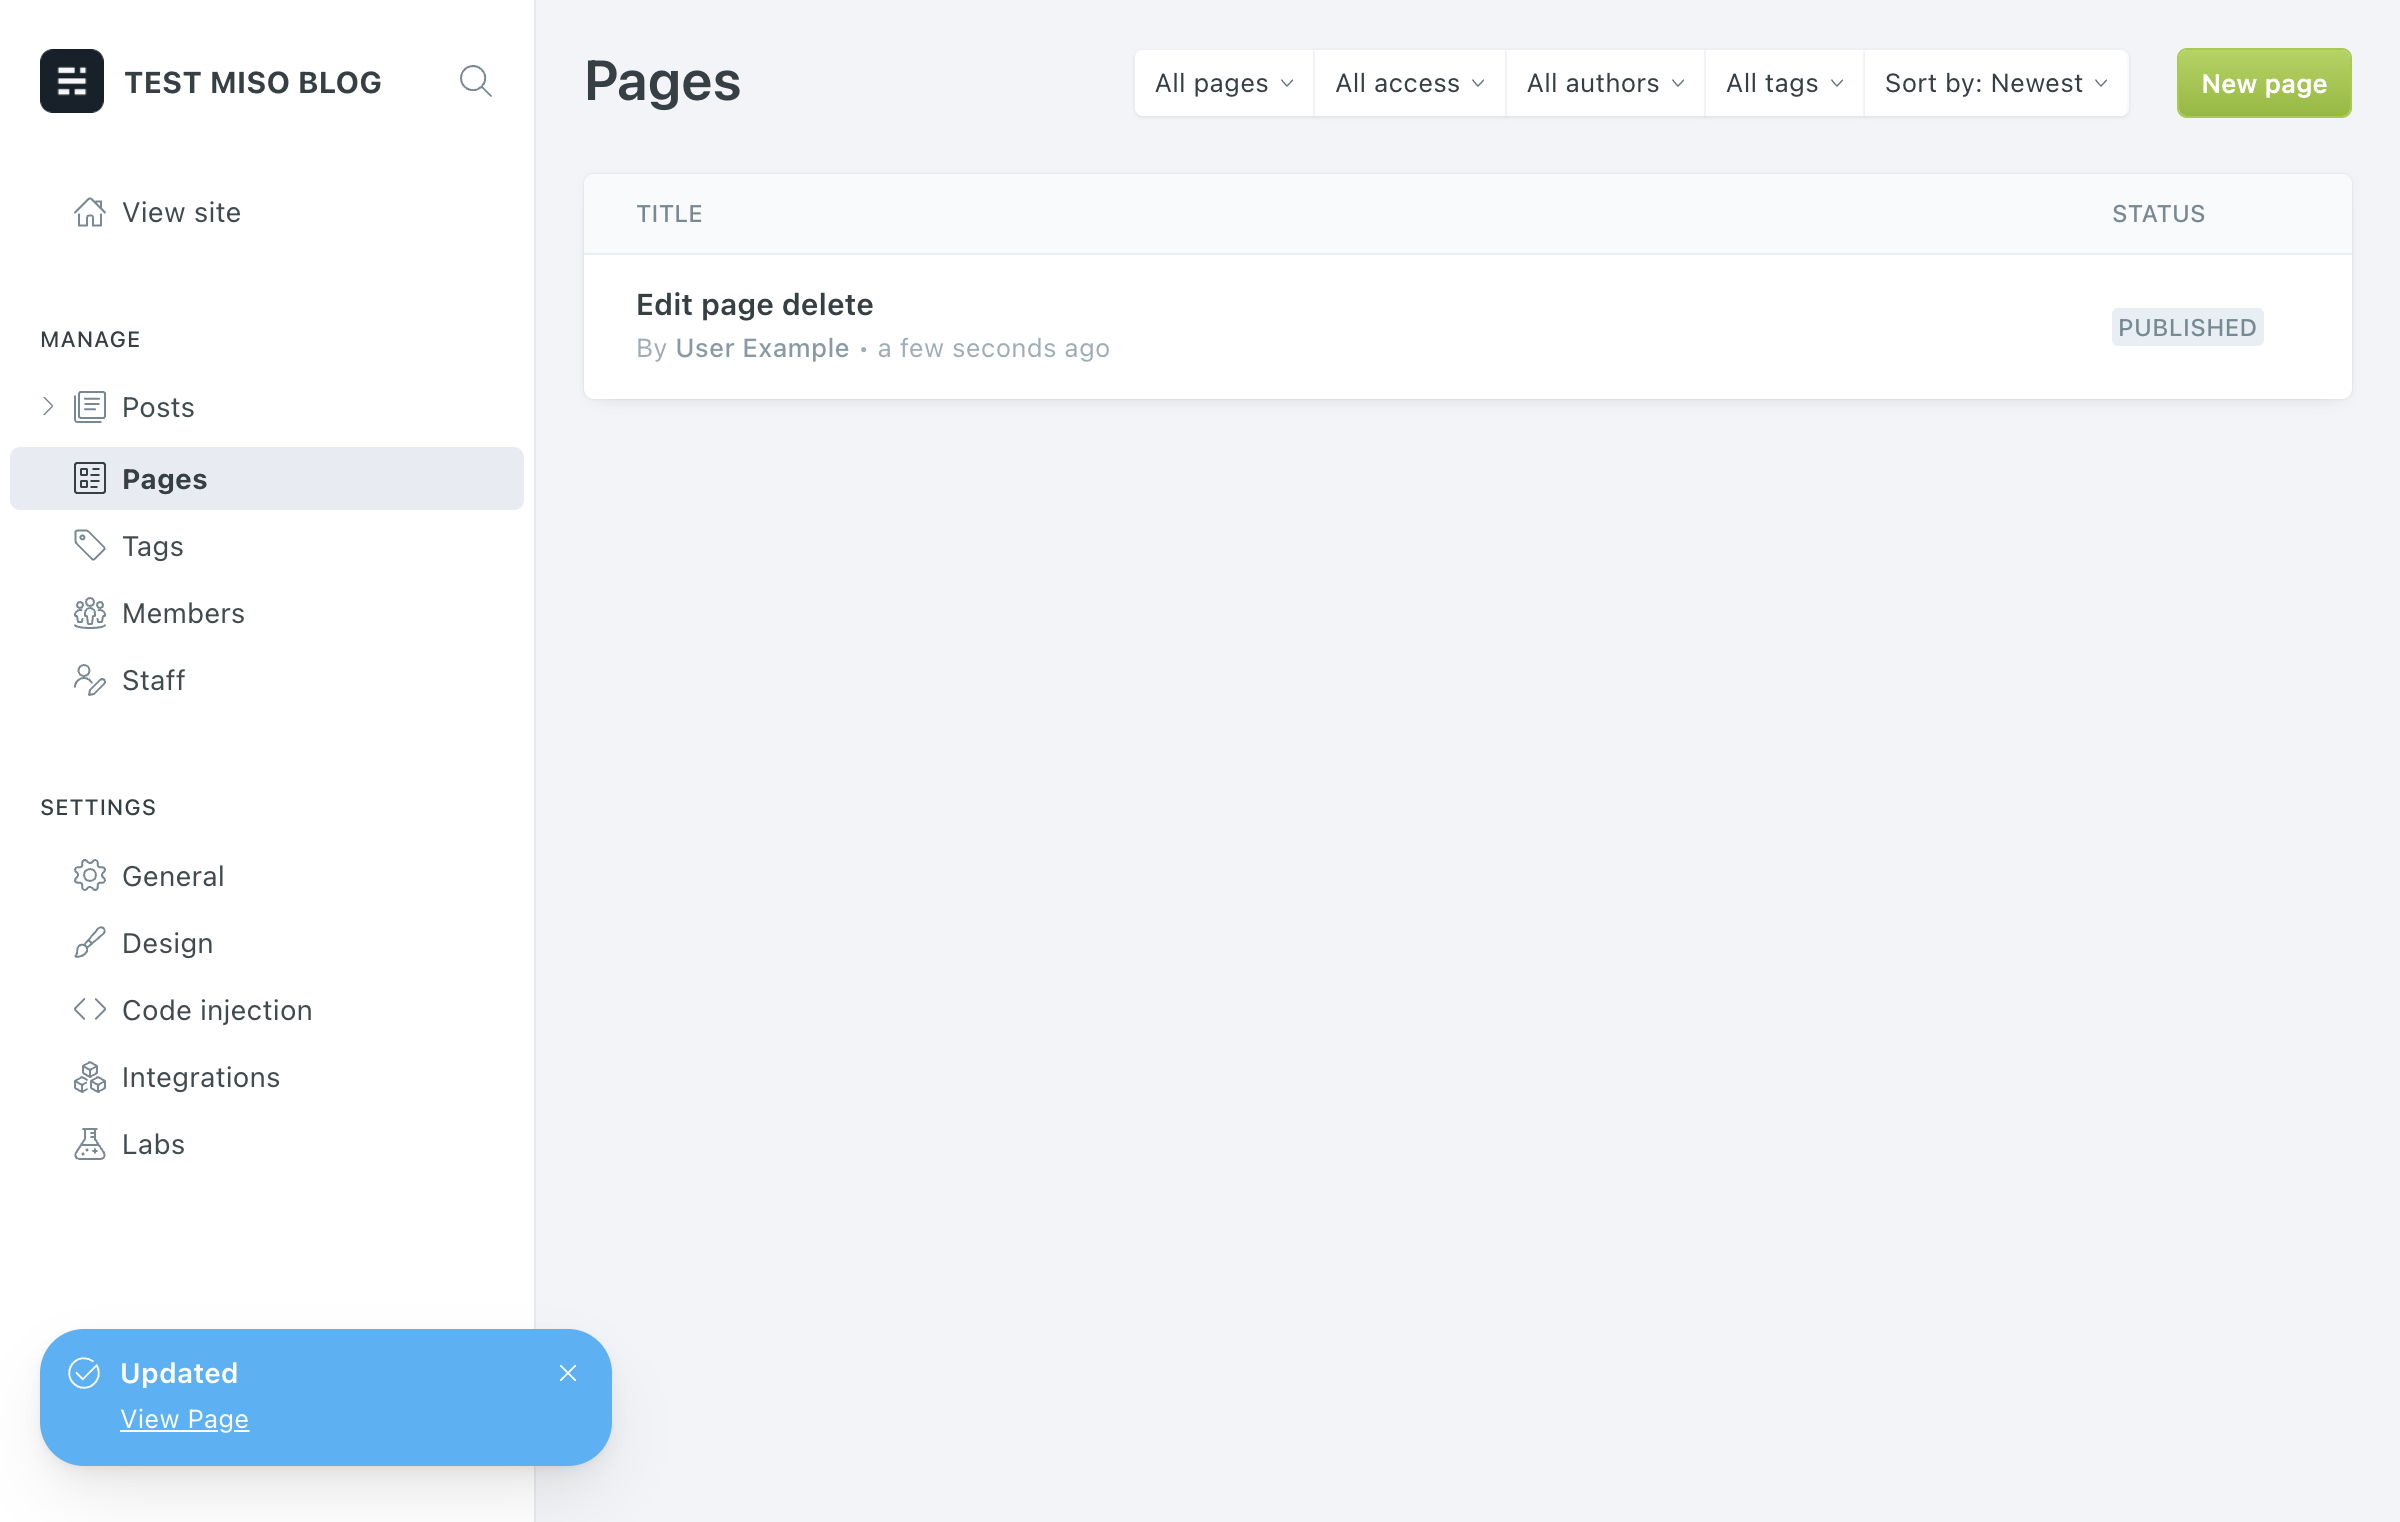 TEST MISO BLOG
View site
MANAGE
Posts
Pages
Tags
Members
Staff
SETTINGS
General
Design
Code injection
Integrations
Labs
Updated
View Page
Pages
All pages
All access
All authors
All tags
Sort by: Newest
New page
TITLE
STATUS
Edit page delete
By User Example • a few seconds ago
PUBLISHED